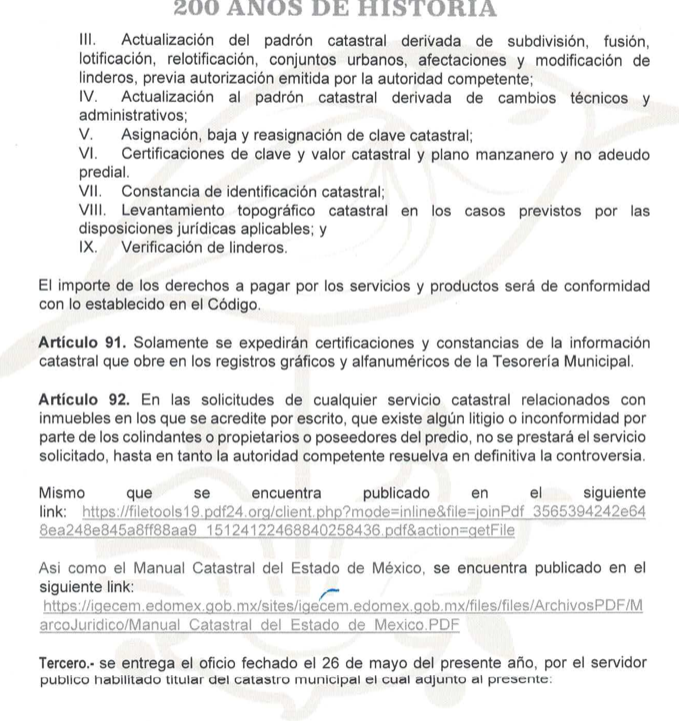 200 AÑOS DE HISTORIA
III. Actualización del padrón catastral derivada de subdivisión, fusión,
lotificación, relotificación, conjuntos urbanos, afectaciones y modificación de
linderos, previa autorización emitida por la autoridad competente;
IV. Actualización al padrón catastral derivada de cambios técnicos y
administrativos;
V. Asignación, baja y reasignación de clave catastral;
VI. Certificaciones de clave y valor catastral y plano manzanero y no adeudo
predial.
VII. Constancia de identificación catastral;
VIII. Levantamiento topográfico catastral en los casos previstos por las
disposiciones jurídicas aplicables; y
IX. Verificación de linderos.
El importe de los derechos a pagar por los servicios y productos será de conformidad
con lo establecido en el Código.
Artículo 91. Solamente se expedirán certificaciones y constancias de la información
catastral que obre en los registros gráficos y alfanuméricos de la Tesorería Municipal.
Artículo 92. En las solicitudes de cualquier servicio catastral relacionados con
inmuebles en los que se acredite por escrito, que existe algún litigio o inconformidad por
parte de los colindantes o propietarios o poseedores del predio, no se prestará el servicio
solicitado, hasta en tanto la autoridad competente resuelva en definitiva la controversia.
Mismo que se encuentra publicado en el siguiente
link: https://filetools19.pdf24.org/client.php?mode=inline&file=joinPdf_3565394242e64
8ea248e845a8ff88aa9_15124122468840258436.pdf&action=getFile
Asi como el Manual Catastral del Estado de México, se encuentra publicado en el
siguiente link:
https://igecem.edomex.gob.mx/sites/igecem.edomex.gob.mx/files/files/ArchivosPDF/M
arcoJuridico/Manual_Catastral_del_Estado_de_Mexico.PDF
Tercero.- se entrega el oficio fechado el 26 de mayo del presente año, por el servidor
publico habilitado titular del catastro municipal el cual adjunto al presente: